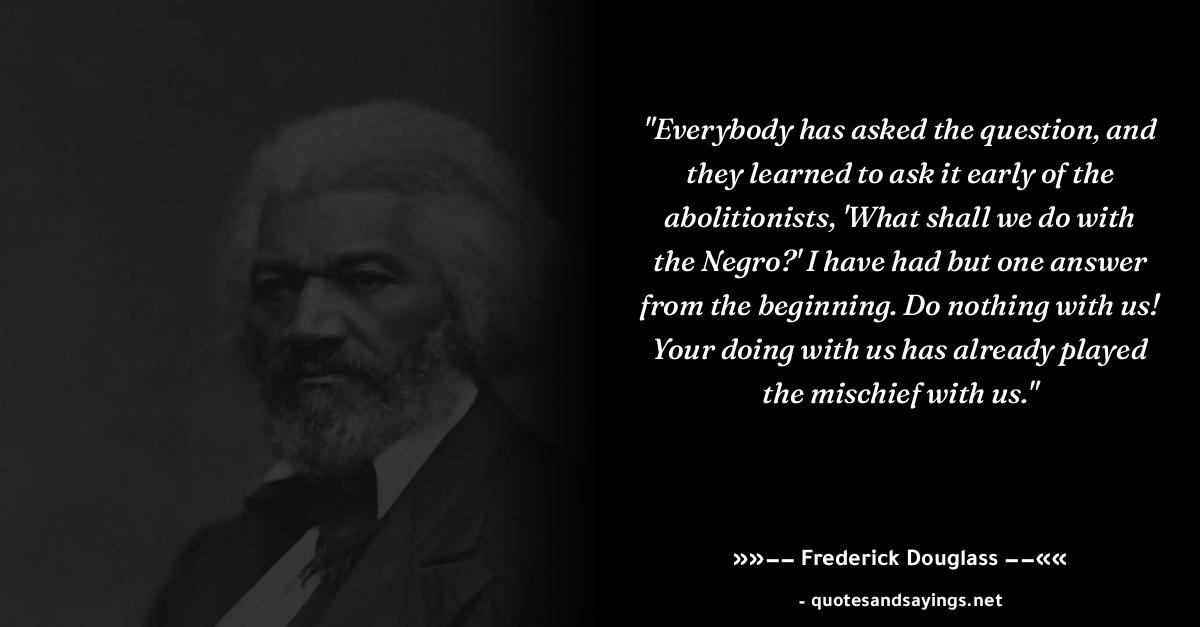 "Everybody has asked the question, and
they learned to ask it early of the
abolitionists, 'What shall we do with
the Negro?' I have had but one answer
from the beginning. Do nothing with us!
Your doing with us has already played
the mischief with us."
»»−− Frederick Douglass −−««
- quotesandsayings.net